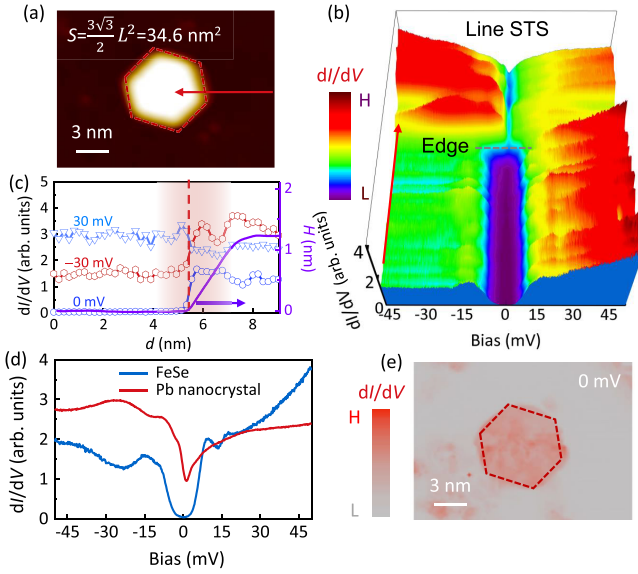 (a)
S=3√3/2 L²=34.6 nm²
3 nm
(b)
Line STS
dI/dV
H
L
Edge
dI/dV (arb. units)
4
2
0
-45 -30 -15 0 15 30 45
Bias (mV)
(c)
dI/dV (arb. units)
5
4
3
2
1
0
30 mV
−30 mV
0 mV
2
1
0
H (nm)
0 2 4 6 8
d (nm)
(d)
dI/dV (arb. units)
4
3
2
1
0
FeSe
Pb nanocrystal
-45 -30 -15 0 15 30 45
Bias (mV)
(e)
dI/dV
H
L
0 mV
3 nm